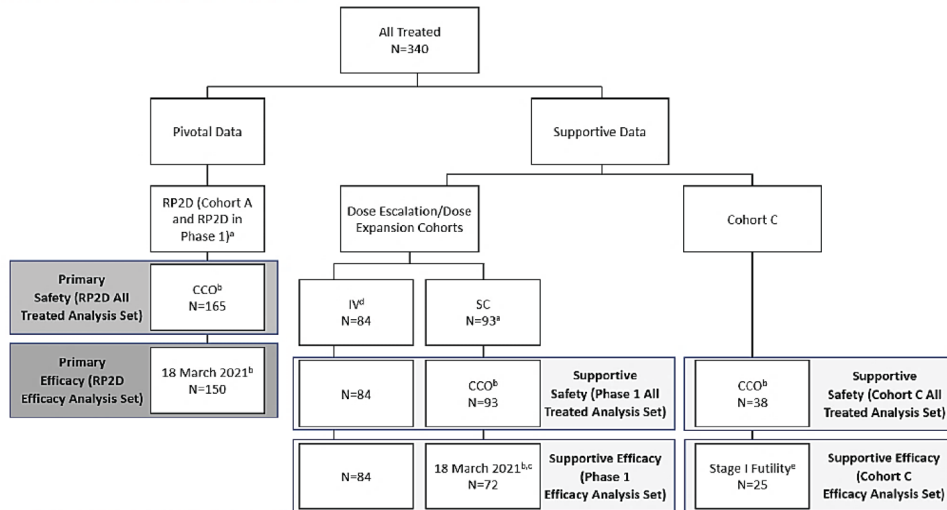 All Treated
N=340
Pivotal Data
Supportive Data
RP2D (Cohort A
and RP2D in
Phase 1)ᵃ
Dose Escalation/Dose
Expansion Cohorts
Cohort C
Primary
Safety (RP2D All
Treated Analysis Set)
CCOᵇ
N=165
IVᵈ
N=84
SC
N=93ᵃ
Primary
Efficacy (RP2D
Efficacy Analysis Set)
18 March 2021ᵇ
N=150
N=84
CCOᵇ
N=93
Supportive
Safety (Phase 1 All
Treated Analysis Set)
CCOᵇ
N=38
Supportive
Safety (Cohort C All
Treated Analysis Set)
N=84
18 March 2021ᵇ,ᶜ
N=72
Supportive Efficacy
(Phase 1
Efficacy Analysis Set)
Stage I Futilityᵉ
N=25
Supportive Efficacy
(Cohort C
Efficacy Analysis Set)